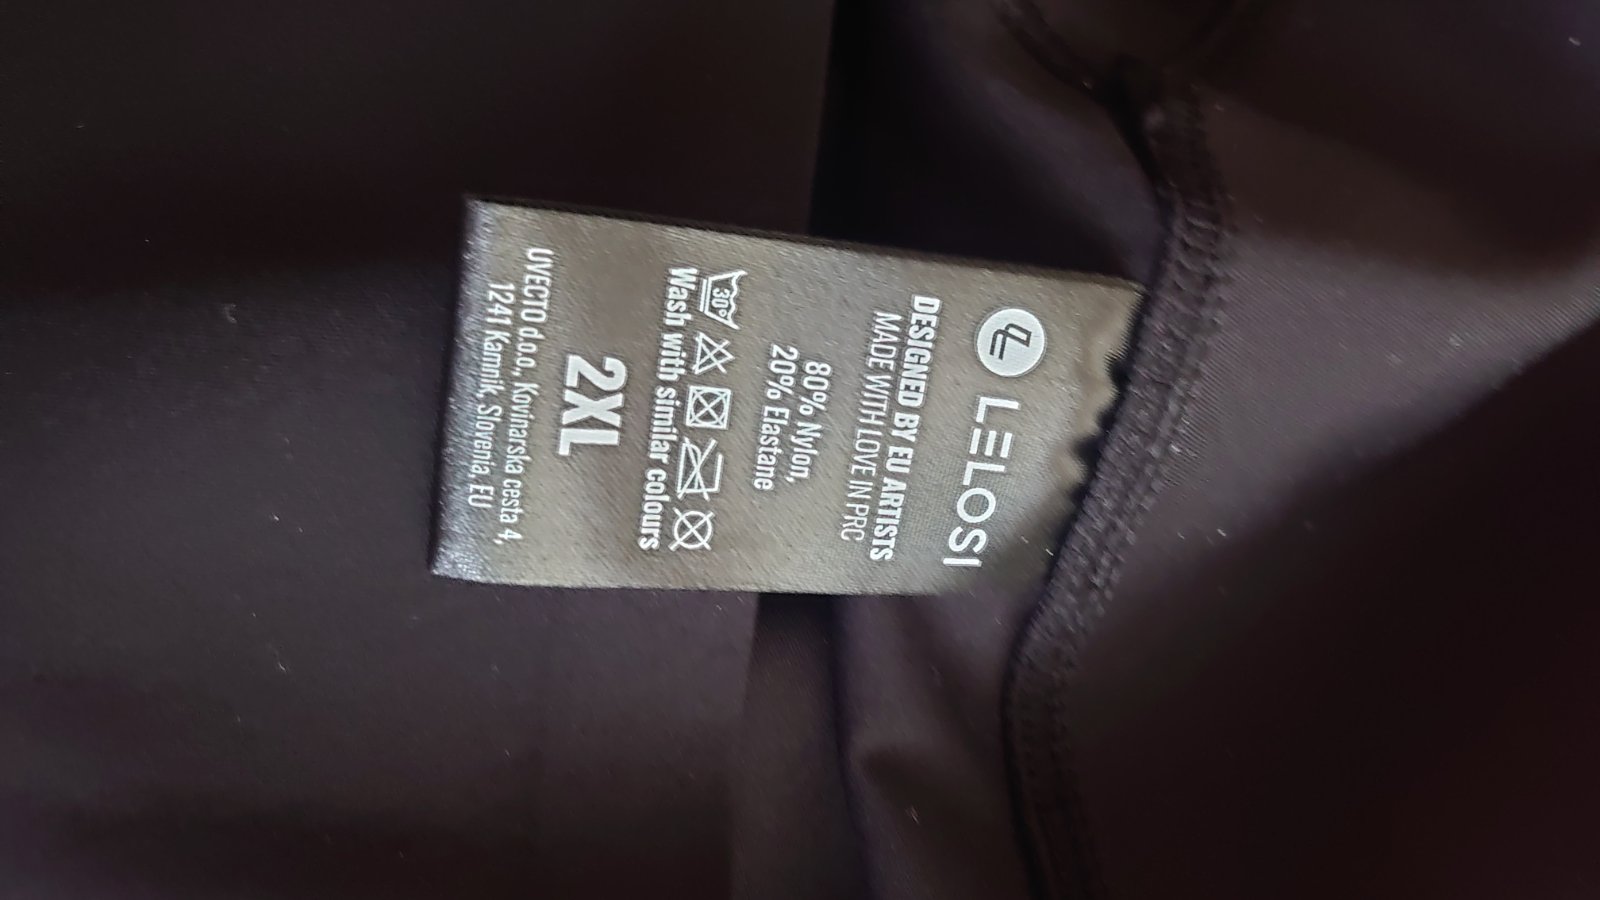 LELOSI
DESIGNED BY EU ARTISTS
MADE WITH LOVE IN PRC
80% Nylon,
20% Elastane
30°
Wash with similar colours
2XL
UVECTO d.o.o., Kovinarska cesta 4,
1241 Kamnik, Slovenia, EU